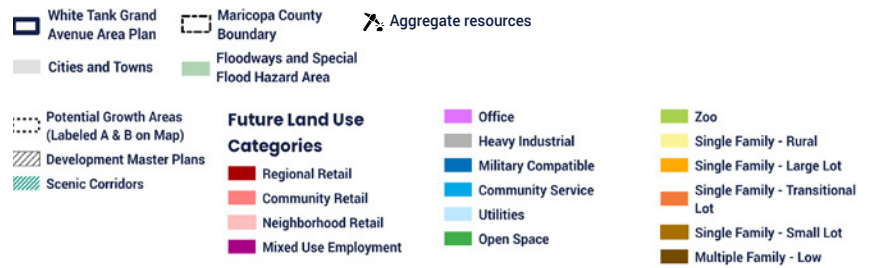 White Tank Grand
Avenue Area Plan
Maricopa County
Boundary
Aggregate resources
Cities and Towns
Floodways and Special
Flood Hazard Area
Potential Growth Areas
(Labeled A & B on Map)
Development Master Plans
Scenic Corridors
Future Land Use
Categories
Regional Retail
Community Retail
Neighborhood Retail
Mixed Use Employment
Office
Heavy Industrial
Military Compatible
Community Service
Utilities
Open Space
Zoo
Single Family - Rural
Single Family - Large Lot
Single Family - Transitional
Lot
Single Family - Small Lot
Multiple Family - Low